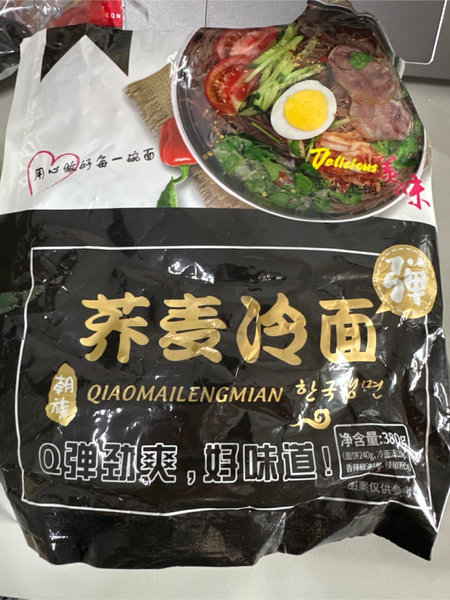 用心做好每一碗面
Delicious
美味
弹
荞麦冷面
朝族
QIAOMAILENGMIAN 한국냉면
Q弹劲爽,好味道!
净含量:380g
(面饼240g,
图案仅供参考